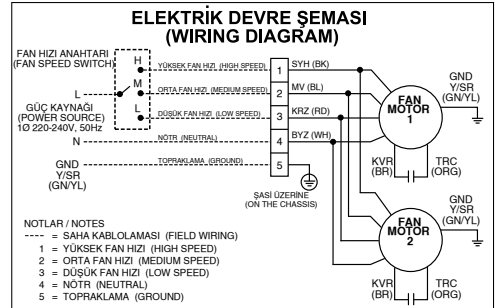 ELEKTRİK DEVRE ŞEMASI
(WIRING DIAGRAM)
FAN HIZI ANAHTARI
(FAN SPEED SWITCH)
H
M
L
L
GÜÇ KAYNAĞI
(POWER SOURCE)
1Ø 220-240V, 50Hz
N
GND
Y/SR
(GN/YL)
YÜKSEK FAN HIZI (HIGH SPEED)
ORTA FAN HIZI (MEDIUM SPEED)
DÜŞÜK FAN HIZI (LOW SPEED)
NÖTR (NEUTRAL)
TOPRAKLAMA (GROUND)
1
2
3
4
5
SYH (BK)
MV (BL)
KRZ (RD)
BYZ (WH)
ŞASİ ÜZERİNE
(ON THE CHASSIS)
FAN
MOTOR
1
GND
Y/SR
(GN/YL)
KVR
(BR)
TRC
(ORG)
FAN
MOTOR
2
GND
Y/SR
(GN/YL)
KVR
(BR)
TRC
(ORG)
NOTLAR / NOTES
---- = SAHA KABLOLAMASI (FIELD WIRING)
1 = YÜKSEK FAN HIZI (HIGH SPEED)
2 = ORTA FAN HIZI (MEDIUM SPEED)
3 = DÜŞÜK FAN HIZI (LOW SPEED)
4 = NÖTR (NEUTRAL)
5 = TOPRAKLAMA (GROUND)